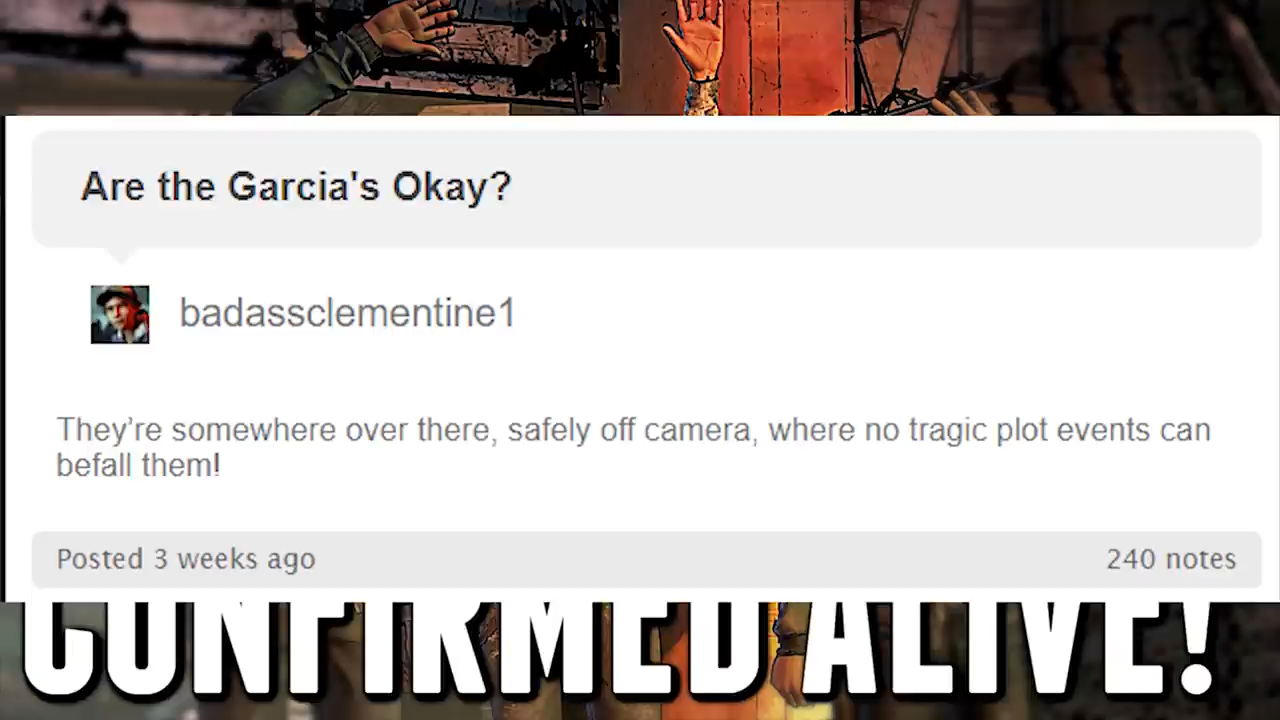 Are the Garcia's Okay?
badassclementine1
They’re somewhere over there, safely off camera, where no tragic plot events can
befall them!
Posted 3 weeks ago
240 notes
CONFIRMED ALIVE!